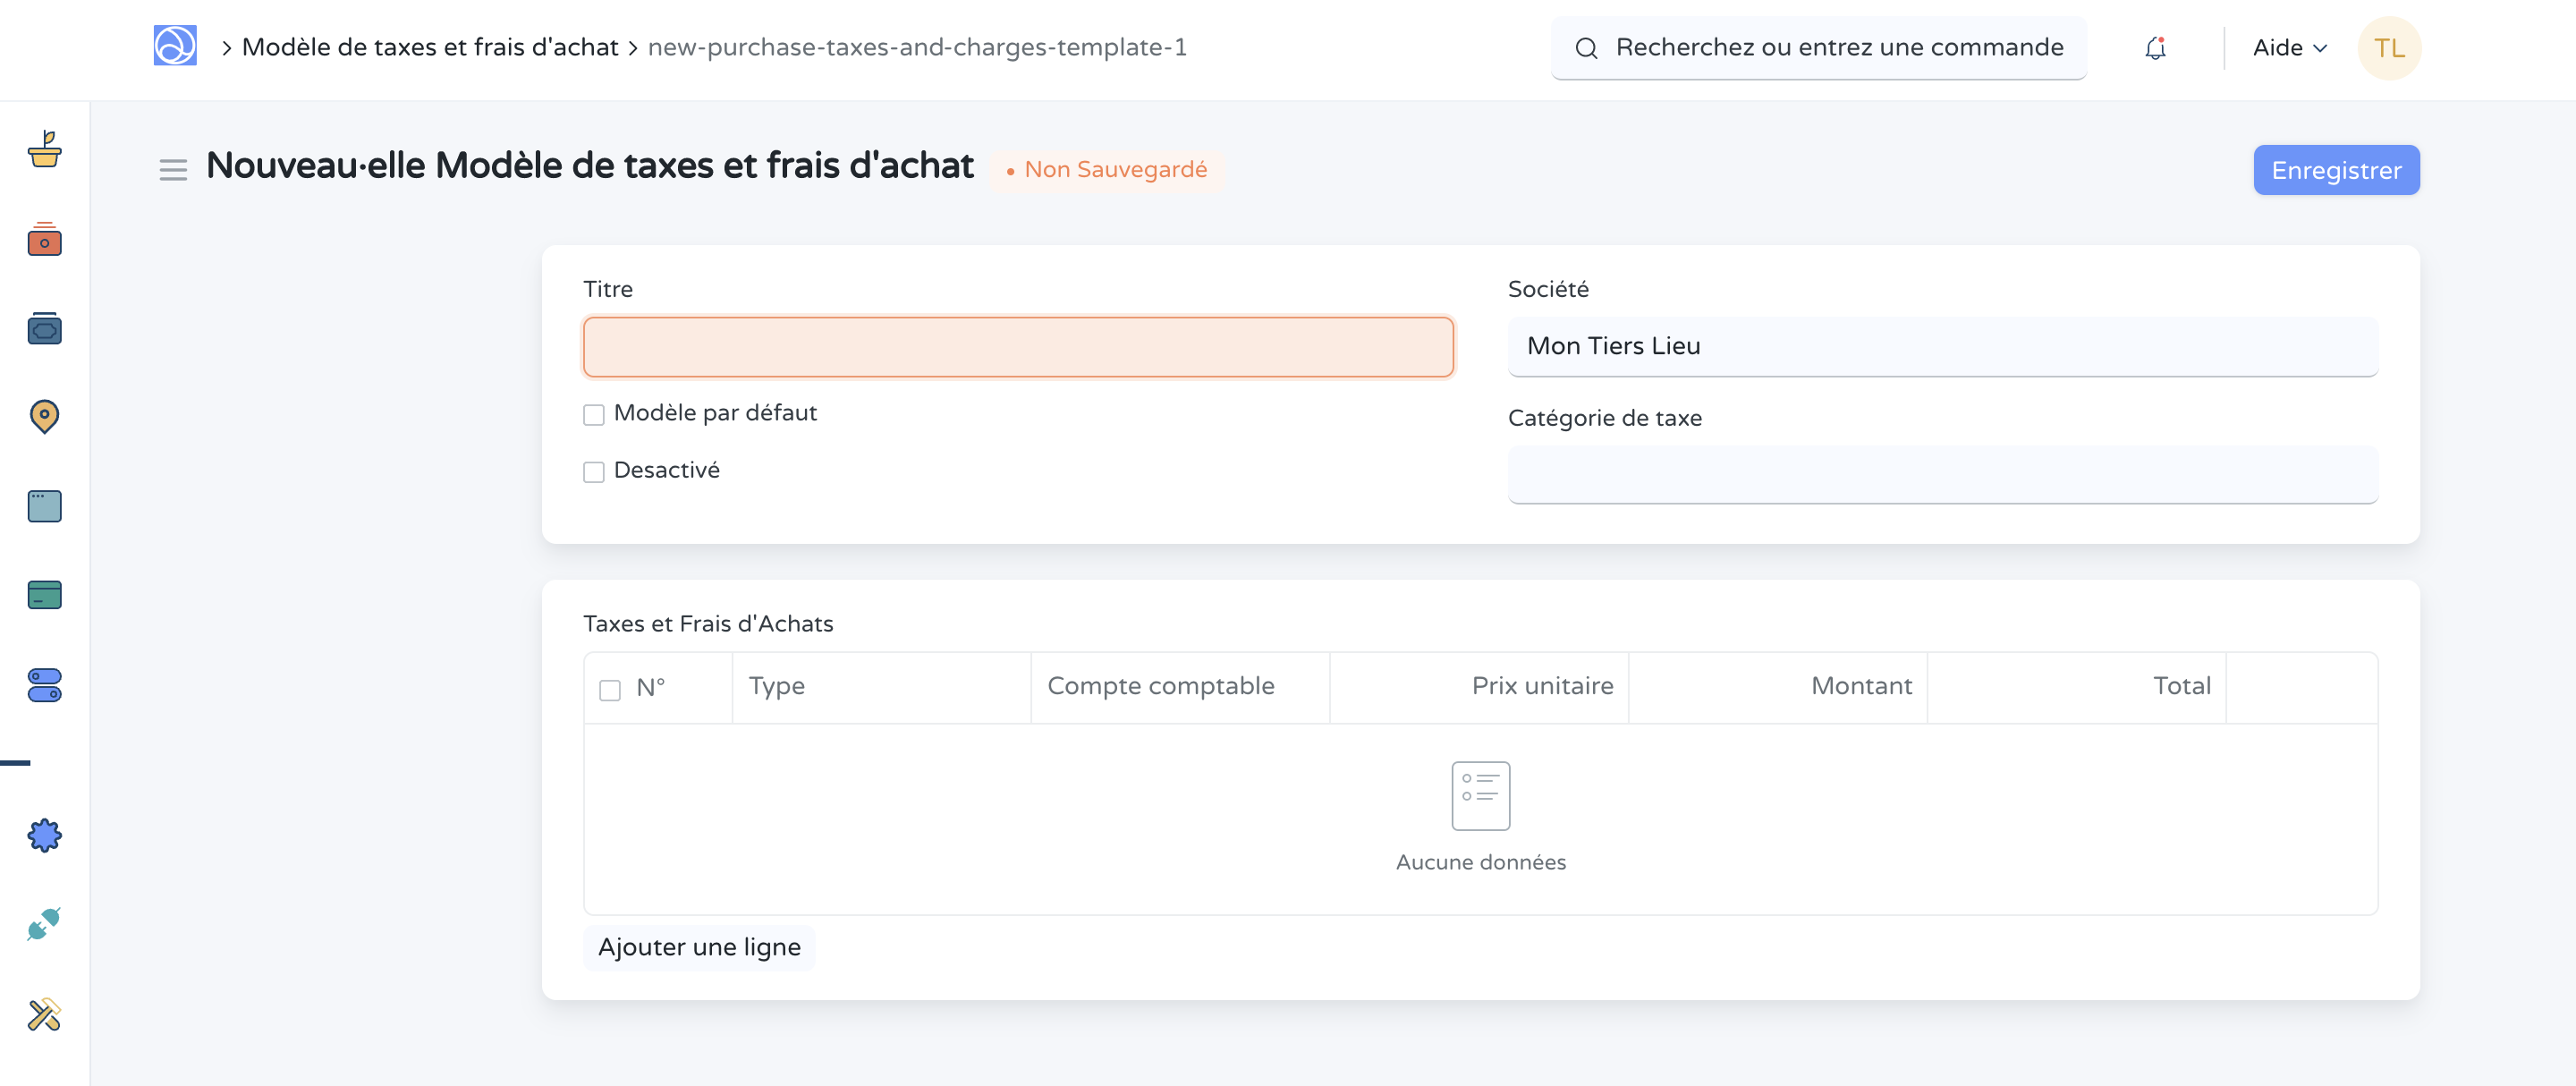 Modèle de taxes et frais d'achat
new-purchase-taxes-and-charges-template-1
Recherchez ou entrez une commande
Aide
TL
Nouveau·elle Modèle de taxes et frais d'achat
• Non Sauvegardé
Enregistrer
Titre
Société
Mon Tiers Lieu
Modèle par défaut
Catégorie de taxe
Desactivé
Taxes et Frais d'Achats
N° Type Compte comptable Prix unitaire Montant Total
Aucune données
Ajouter une ligne